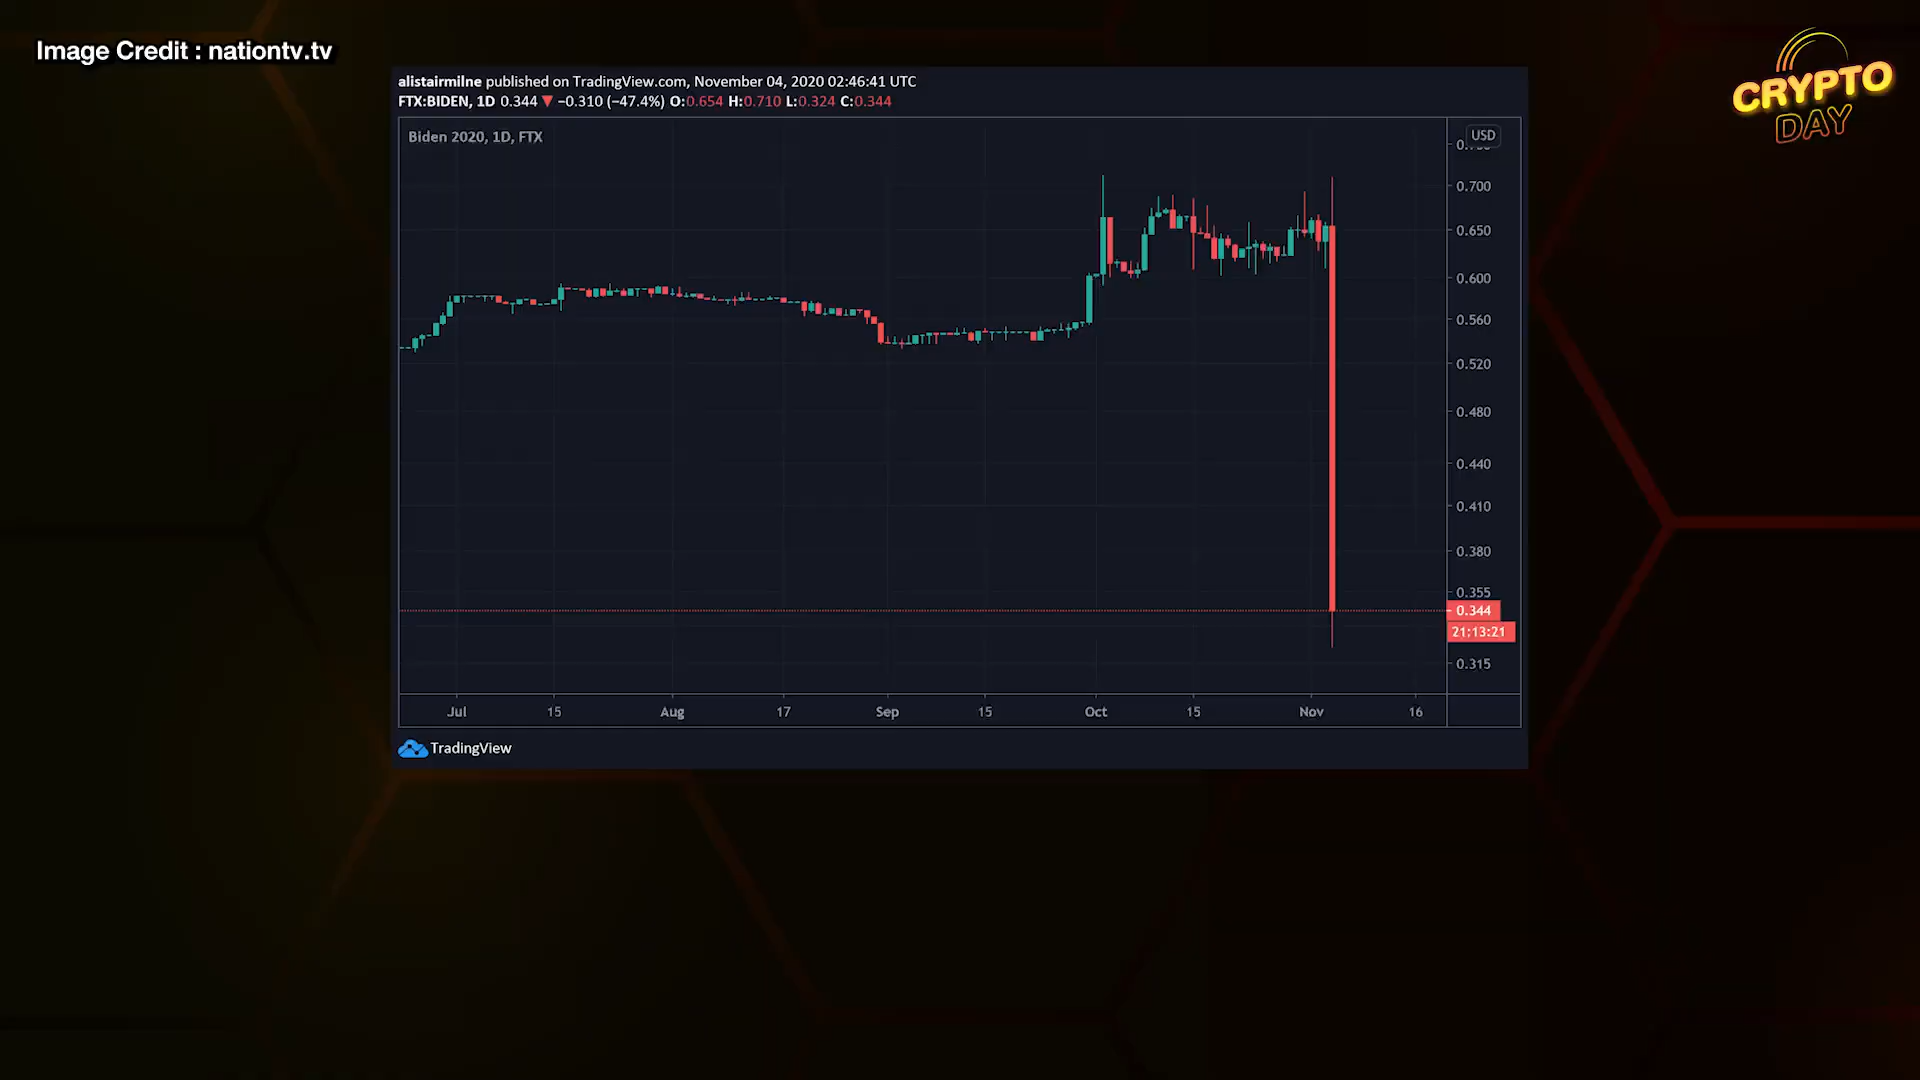 Image Credit : nationtv.tv
CRYPTO
DAY
alistairmilne published on TradingView.com, November 04, 2020 02:46:41 UTC
FTX:BIDEN, 1D 0.344 ▼ −0.310 (−47.4%) O:0.654 H:0.710 L:0.324 C:0.344
Biden 2020, 1D, FTX
USD
0.700
0.650
0.600
0.560
0.520
0.480
0.440
0.410
0.380
0.355
0.344
21:13:21
0.315
Jul 15 Aug 17 Sep 15 Oct 15 Nov 16
TradingView